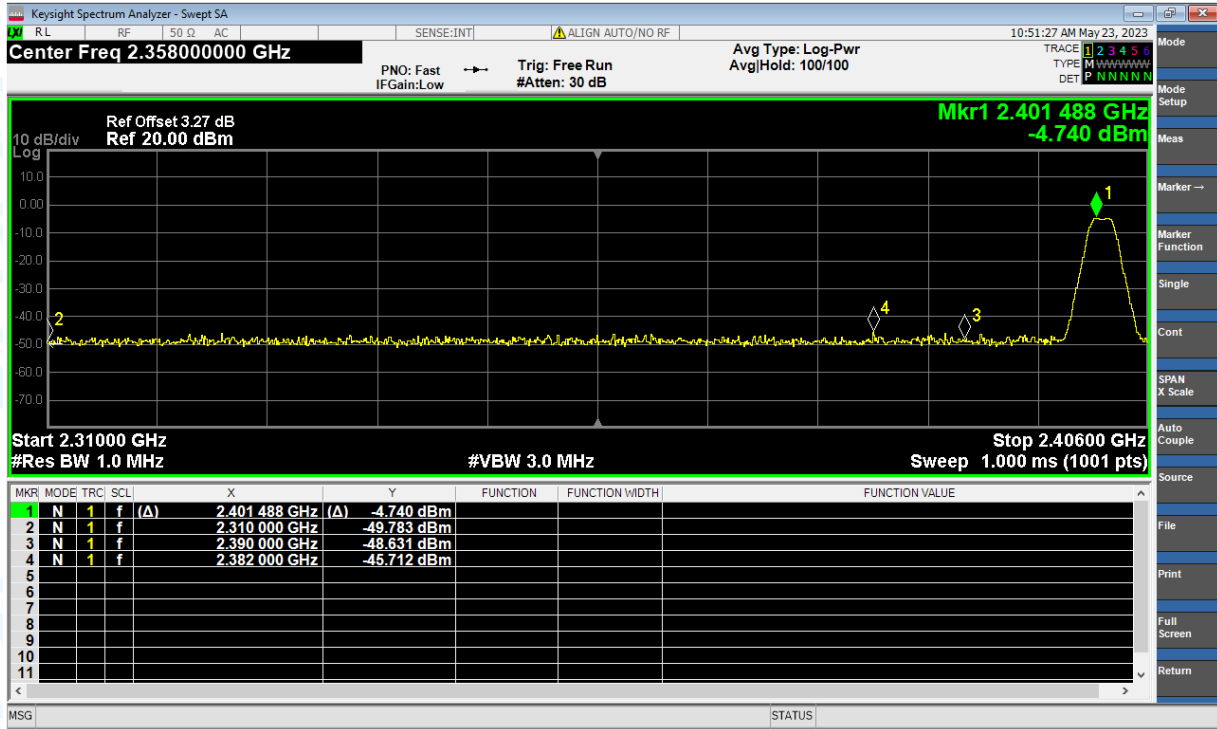 Keysight Spectrum Analyzer - Swept SA
LXI RL RF 50 Ω AC SENSE:INT ALIGN AUTO/NO RF 10:51:27 AM May 23, 2023
Center Freq 2.358000000 GHz
PNO: Fast
IFGain:Low
Trig: Free Run
#Atten: 30 dB
Avg Type: Log-Pwr
Avg|Hold: 100/100
TRACE 1 2 3 4 5 6
TYPE M WWWWW
DET P N N N N N
Mkr1 2.401 488 GHz
-4.740 dBm
Ref Offset 3.27 dB
10 dB/div Ref 20.00 dBm
Log
10.0
0.00
-10.0
-20.0
-30.0
-40.0
-50.0
-60.0
-70.0
1
2
4
3
Start 2.31000 GHz Stop 2.40600 GHz
#Res BW 1.0 MHz #VBW 3.0 MHz Sweep 1.000 ms (1001 pts)
MKR MODE TRC SCL X Y FUNCTION FUNCTION WIDTH FUNCTION VALUE
1 N 1 f (Δ) 2.401 488 GHz (Δ) -4.740 dBm
2 N 1 f 2.310 000 GHz -49.783 dBm
3 N 1 f 2.390 000 GHz -48.631 dBm
4 N 1 f 2.382 000 GHz -45.712 dBm
5
6
7
8
9
10
11
MSG STATUS
Mode
Mode
Setup
Meas
Marker →
Marker
Function
Single
Cont
SPAN
X Scale
Auto
Couple
Source
File
Print
Full
Screen
Return